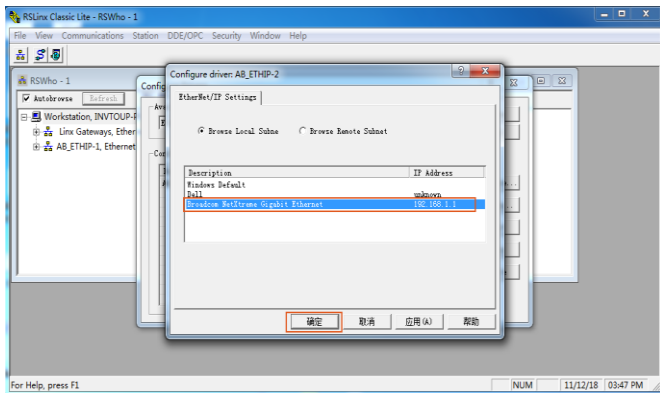 RSLinx Classic Lite - RSWho - 1
File View Communications Station DDE/OPC Security Window Help
RSWho - 1
Autobrowse Refresh
Workstation, INVTOUP-
Linx Gateways, Ether
AB_ETHIP-1, Ethernet
Config
Configure driver: AB_ETHIP-2
EtherNet/IP Settings
Browse Local Subne Browse Remote Subnet
Description IP Address
Windows Default
Dell unknown
Broadcom NetXtreme Gigabit Ethernet 192.168.1.1
确定 取消 应用(A) 帮助
For Help, press F1 NUM 11/12/18 03:47 PM